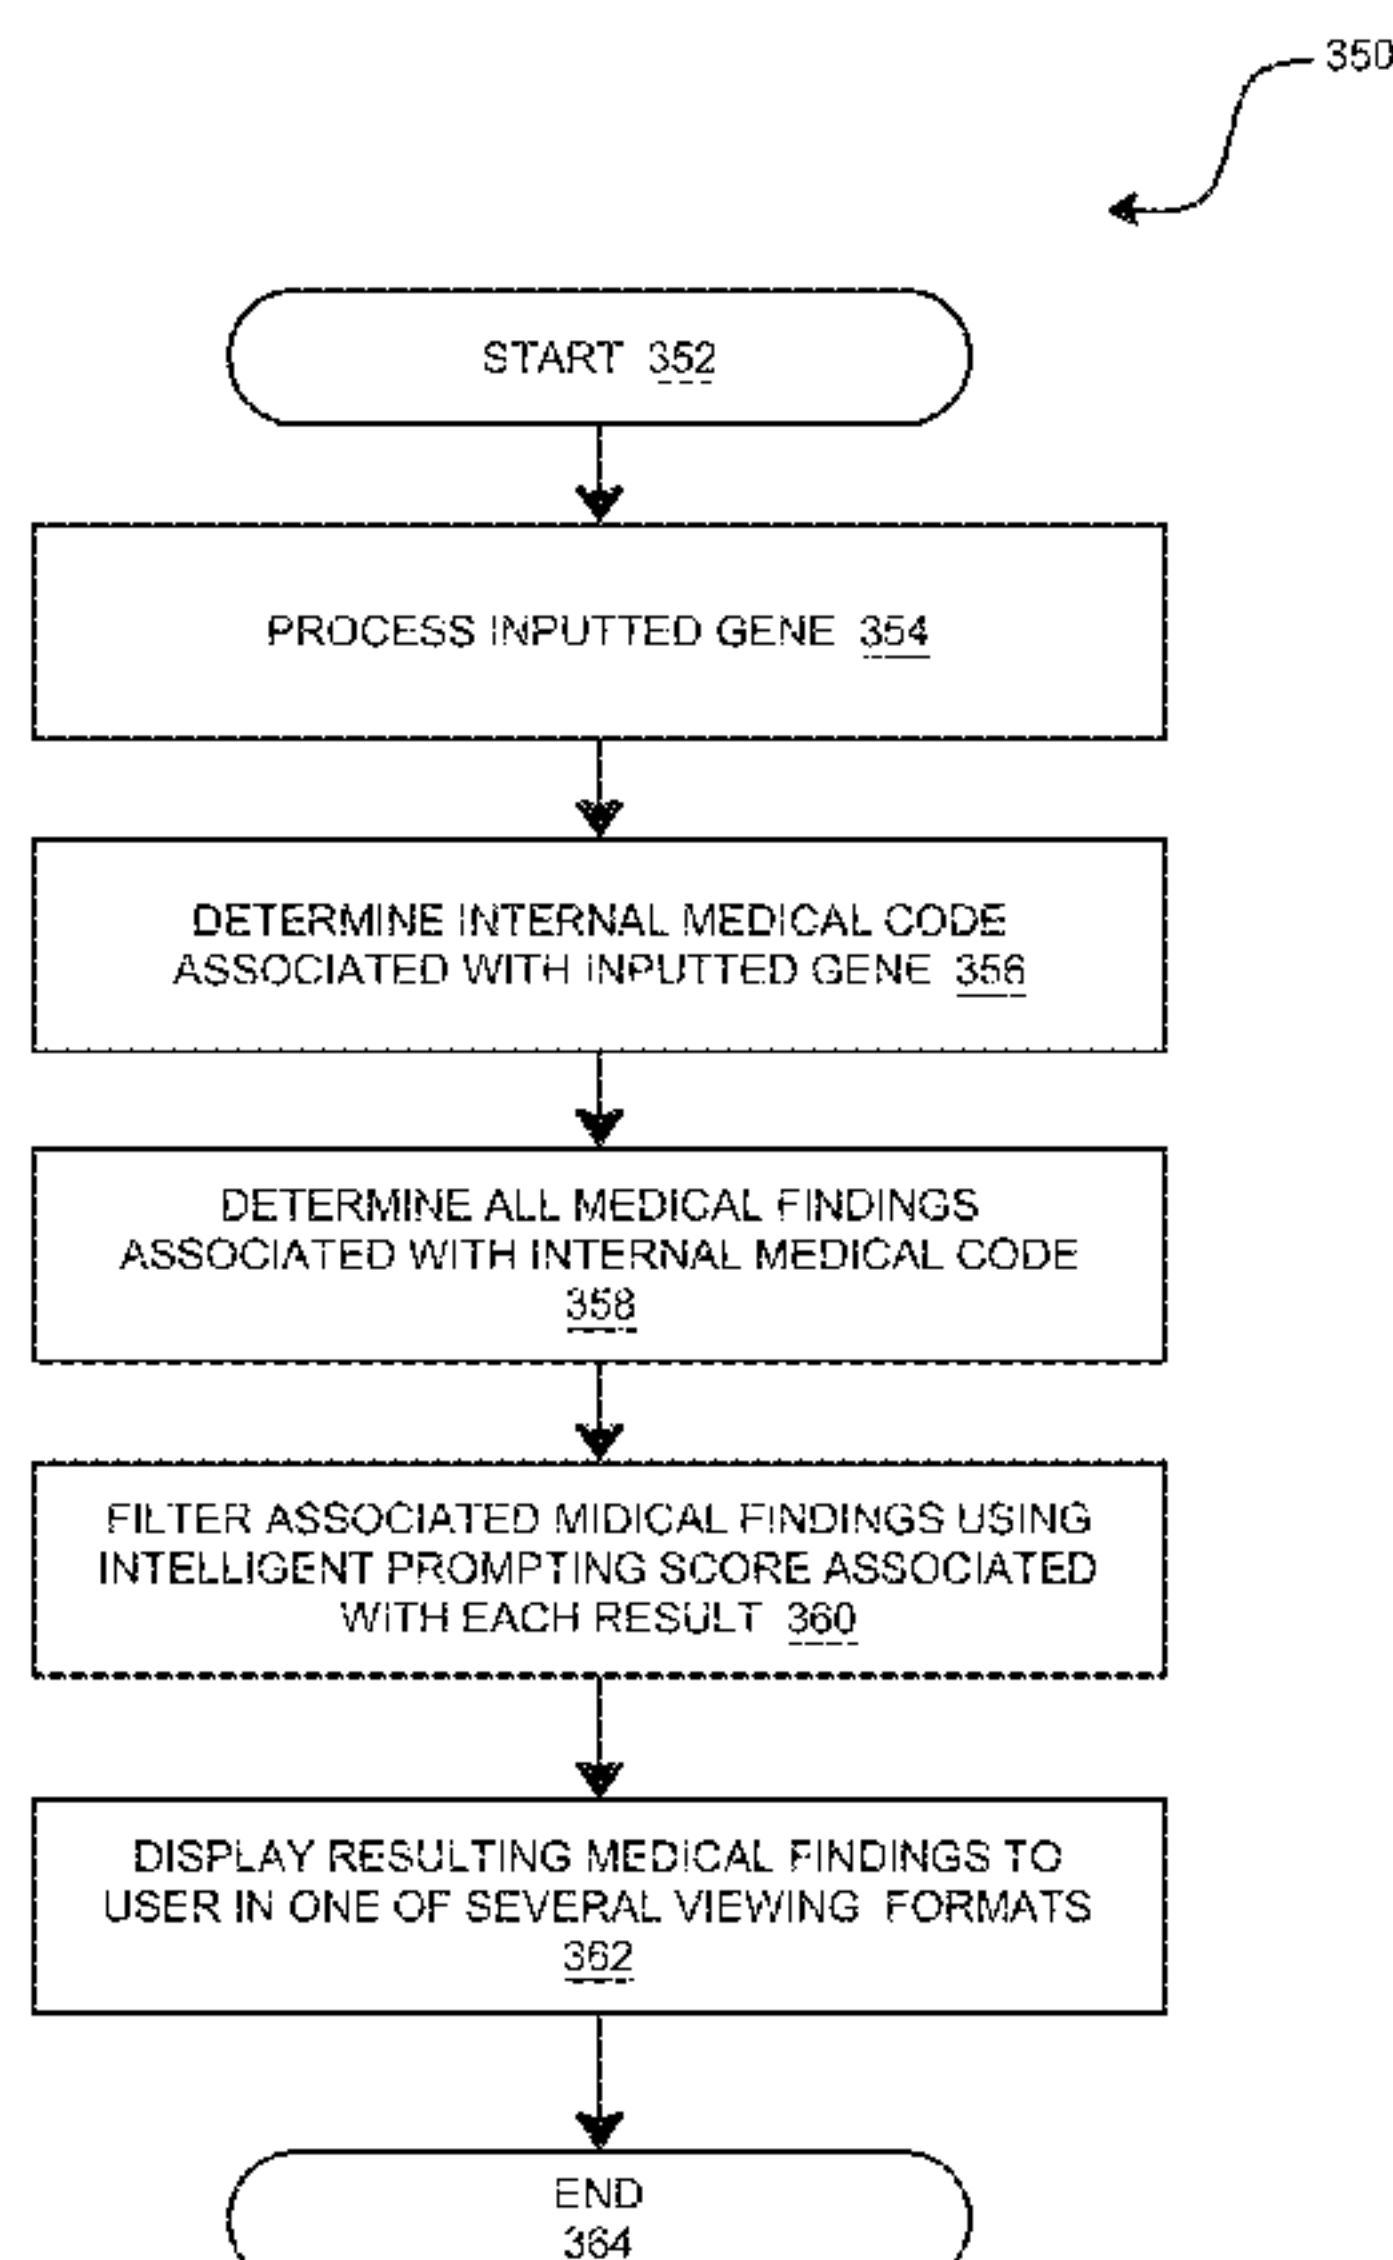 350
START 352
PROCESS INPUTTED GENE 354
DETERMINE INTERNAL MEDICAL CODE
ASSOCIATED WITH INPUTTED GENE 356
DETERMINE ALL MEDICAL FINDINGS
ASSOCIATED WITH INTERNAL MEDICAL CODE
358
FILTER ASSOCIATED MIDICAL FINDINGS USING
INTELLIGENT PROMPTING SCORE ASSOCIATED
WITH EACH RESULT 360
DISPLAY RESULTING MEDICAL FINDINGS TO
USER IN ONE OF SEVERAL VIEWING FORMATS
362
END
364